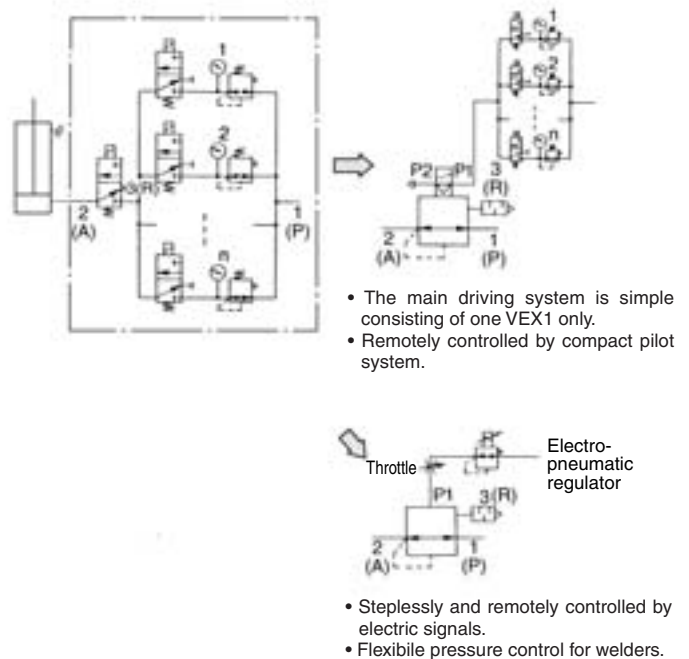 1
2
n
3(R)
2
(A)
1
(P)
1
2
n
P2 P1
3
(R)
2
(A)
1
(P)
• The main driving system is simple
consisting of one VEX1 only.
• Remotely controlled by compact pilot
system.
Throttle
Electro-
pneumatic
regulator
P1
3(R)
2
(A)
1
(P)
• Steplessly and remotely controlled by
electric signals.
• Flexibile pressure control for welders.